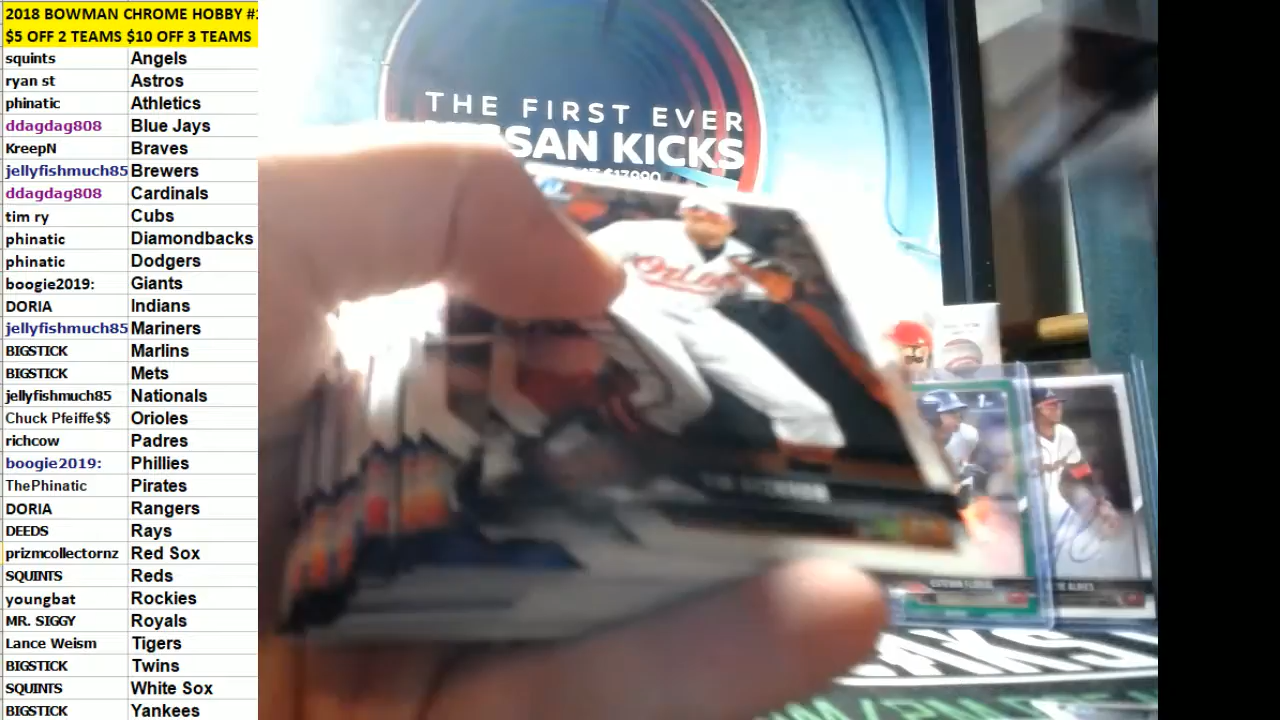 2018 BOWMAN CHROME HOBBY #
$5 OFF 2 TEAMS $10 OFF 3 TEAMS
squints Angels
ryan st Astros
phinatic Athletics
ddagdag808 Blue Jays
KreepN Braves
jellyfishmuch85 Brewers
ddagdag808 Cardinals
tim ry Cubs
phinatic Diamondbacks
phinatic Dodgers
boogie2019: Giants
DORIA Indians
jellyfishmuch85 Mariners
BIGSTICK Marlins
BIGSTICK Mets
jellyfishmuch85 Nationals
Chuck Pfeiffe$$ Orioles
richcow Padres
boogie2019: Phillies
ThePhinatic Pirates
DORIA Rangers
DEEDS Rays
prizmcollectornz Red Sox
SQUINTS Reds
youngbat Rockies
MR. SIGGY Royals
Lance Weism Tigers
BIGSTICK Twins
SQUINTS White Sox
BIGSTICK Yankees
THE FIRST EVER
SSAN KICKS
AT $17,990